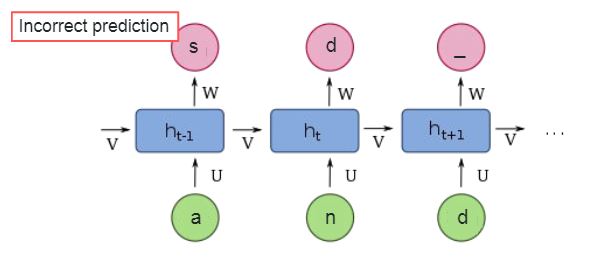 Incorrect prediction
s d _
W W W
h_{t-1} h_t h_{t+1} ...
V V V V
U U U
a n d